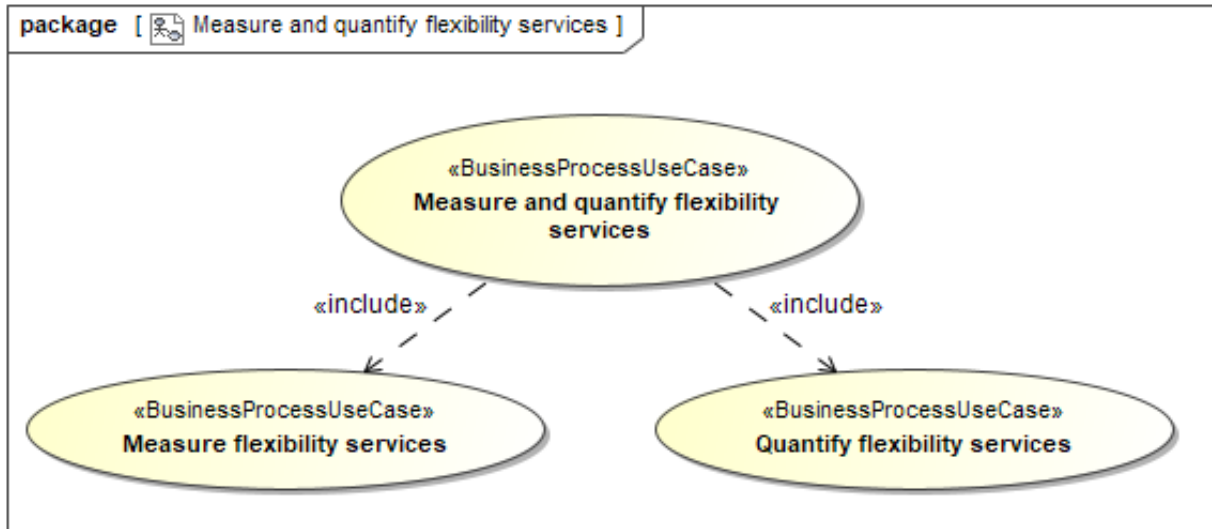 package [ Measure and quantify flexibility services ]
«BusinessProcessUseCase»
Measure and quantify flexibility
services
«include»
«include»
«BusinessProcessUseCase»
Measure flexibility services
«BusinessProcessUseCase»
Quantify flexibility services